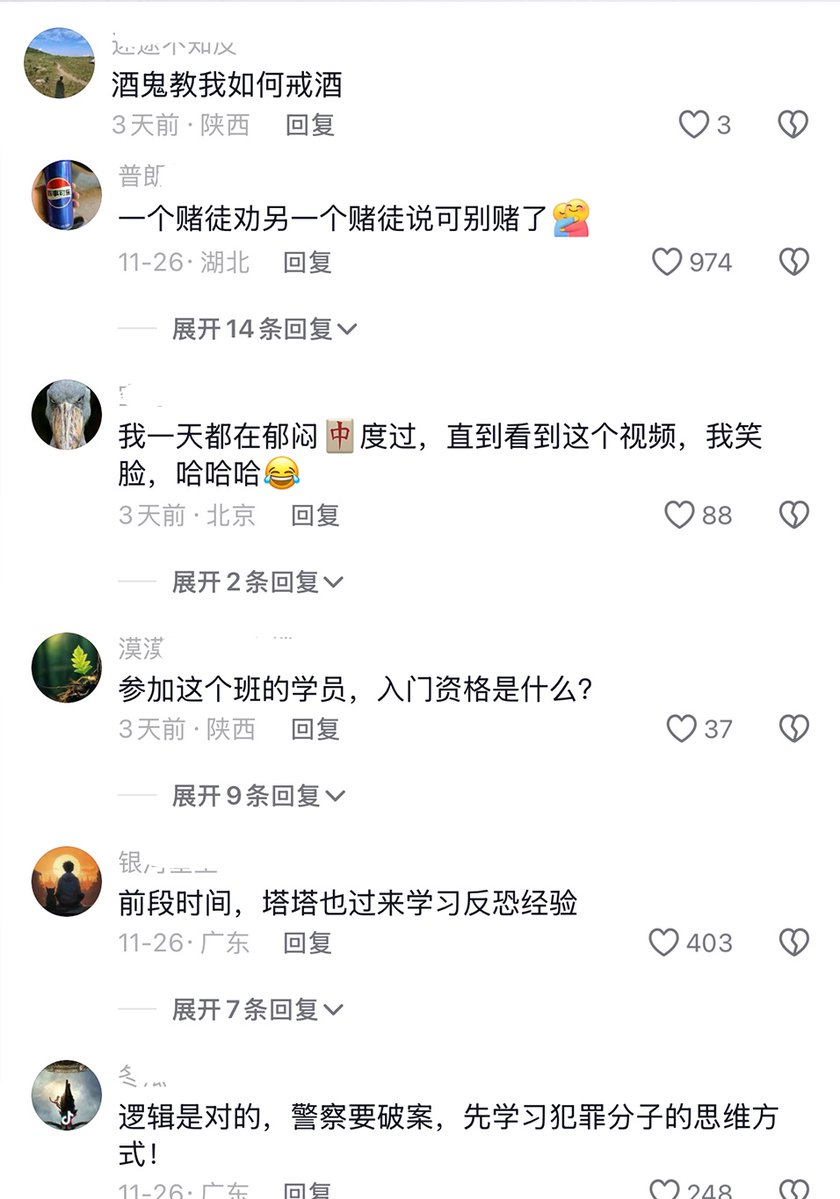 酒鬼教我如何戒酒
3天前·陕西 回复 3
普朗
一个赌徒劝另一个赌徒说可别赌了🫂
11-26·湖北 回复 974
展开14条回复
我一天都在郁闷🀄度过，直到看到这个视频，我笑
脸，哈哈哈😂
3天前·北京 回复 88
展开2条回复
漠漠
参加这个班的学员，入门资格是什么?
3天前·陕西 回复 37
展开9条回复
银河
前段时间，塔塔也过来学习反恐经验
11-26·广东 回复 403
展开7条回复
逻辑是对的，警察要破案，先学习犯罪分子的思维方
式！
11-26·广东 回复 248